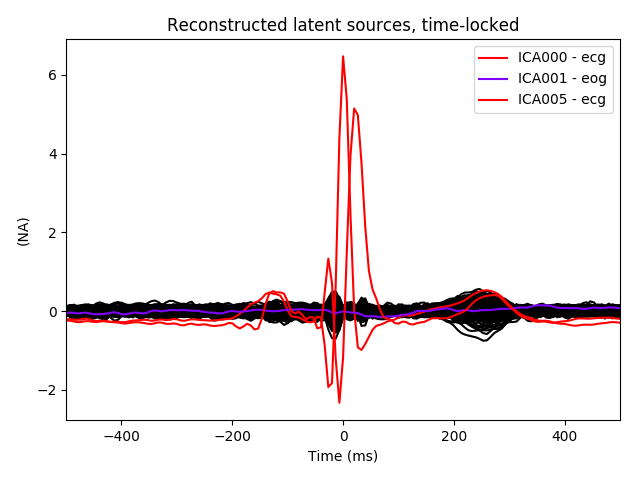 Reconstructed latent sources, time-locked
ICA000 - ecg
ICA001 - eog
ICA005 - ecg
(NA)
6
4
2
0
−2
−400 −200 0 200 400
Time (ms)